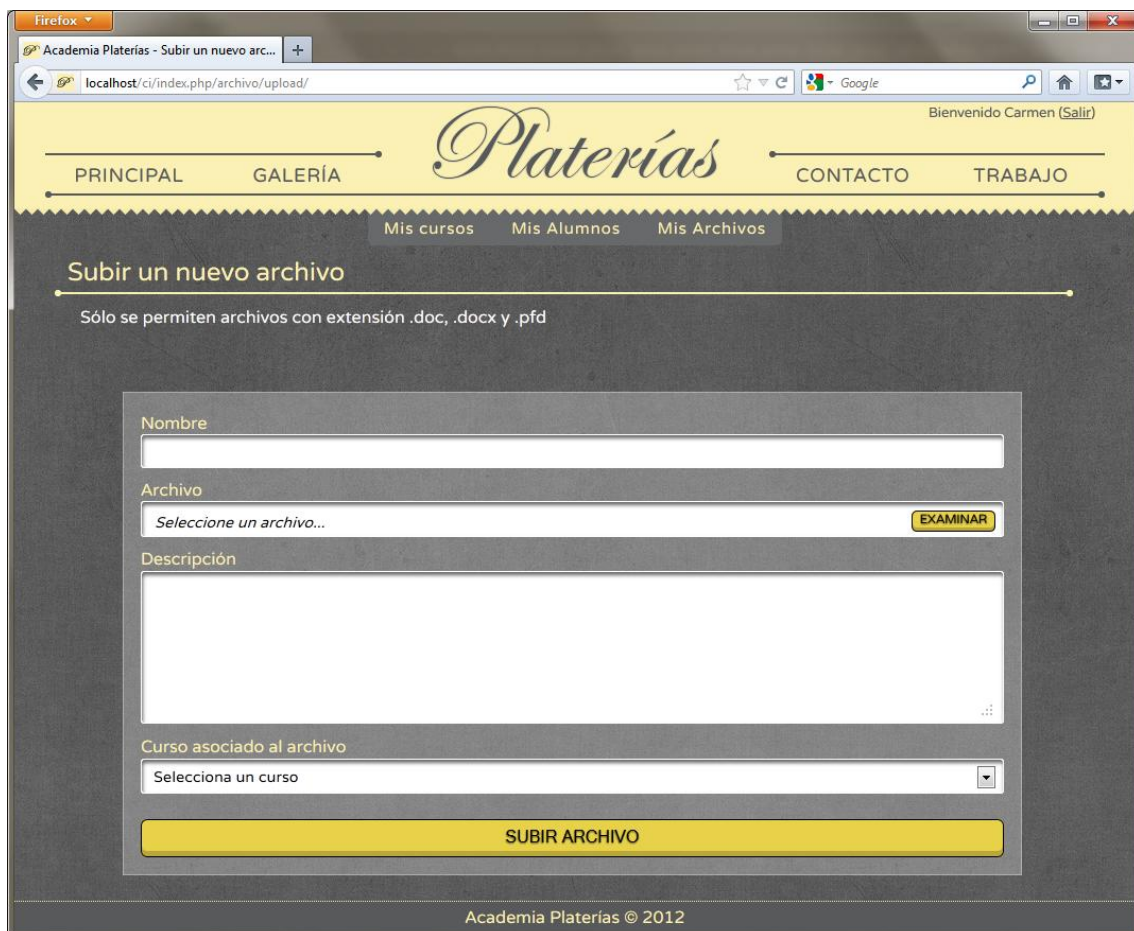 Firefox
Academia Platerías - Subir un nuevo arc...
localhost/ci/index.php/archivo/upload/
Google
Bienvenido Carmen (Salir)
Platerías
PRINCIPAL GALERÍA CONTACTO TRABAJO
Mis cursos Mis Alumnos Mis Archivos
Subir un nuevo archivo
Sólo se permiten archivos con extensión .doc, .docx y .pfd
Nombre
Archivo
Seleccione un archivo... EXAMINAR
Descripción
Curso asociado al archivo
Selecciona un curso
SUBIR ARCHIVO
Academia Platerías © 2012